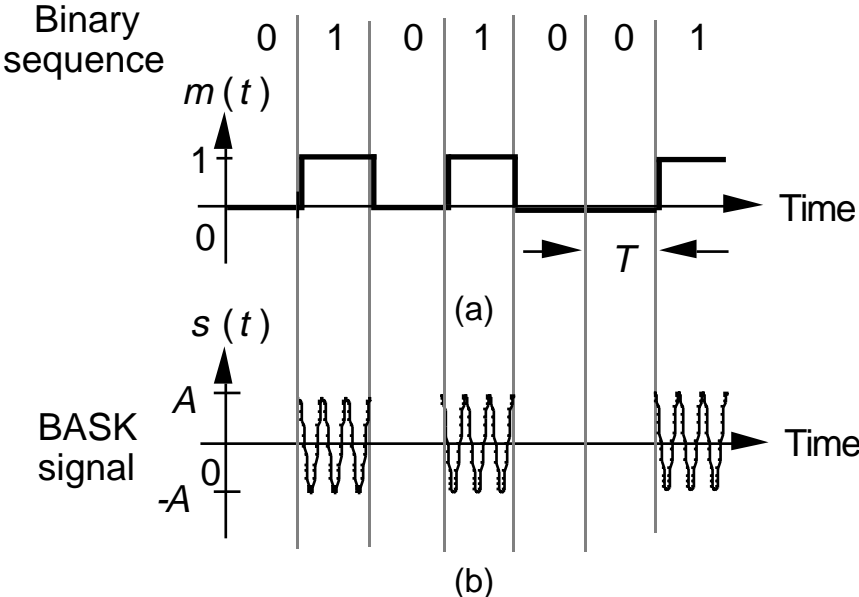 Binary
sequence
0 1 0 1 0 0 1
m (t)
1
0
Time
T
(a)
s (t)
A
BASK
signal
0
-A
Time
(b)